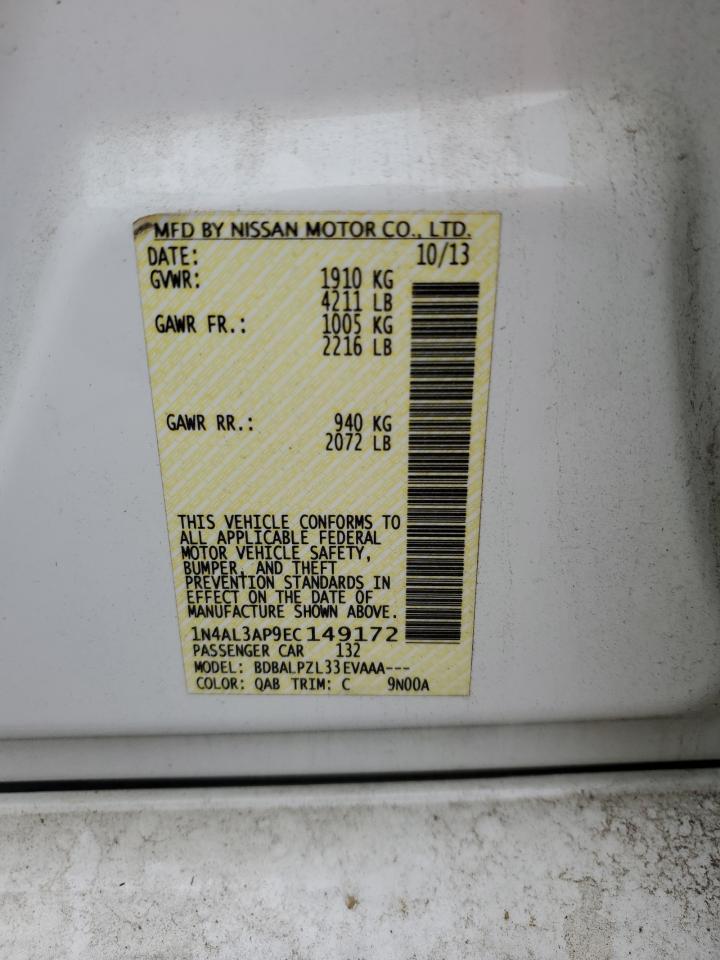 MFD BY NISSAN MOTOR CO., LTD.
DATE: 10/13
GVWR: 1910 KG
4211 LB
GAWR FR.: 1005 KG
2216 LB
GAWR RR.: 940 KG
2072 LB
THIS VEHICLE CONFORMS TO
ALL APPLICABLE FEDERAL
MOTOR VEHICLE SAFETY,
BUMPER, AND THEFT
PREVENTION STANDARDS IN
EFFECT ON THE DATE OF
MANUFACTURE SHOWN ABOVE.
1N4AL3AP9EC149172
PASSENGER CAR 132
MODEL: BDBALPZL33EVAAA---
COLOR: QAB TRIM: C 9N00A